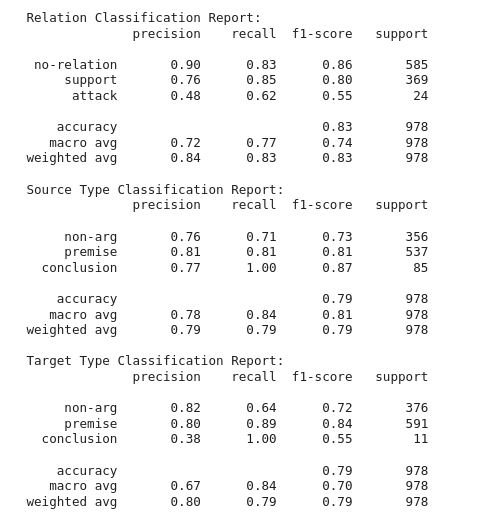 Relation Classification Report:
precision recall f1-score support
no-relation 0.90 0.83 0.86 585
support 0.76 0.85 0.80 369
attack 0.48 0.62 0.55 24
accuracy 0.83 978
macro avg 0.72 0.77 0.74 978
weighted avg 0.84 0.83 0.83 978
Source Type Classification Report:
precision recall f1-score support
non-arg 0.76 0.71 0.73 356
premise 0.81 0.81 0.81 537
conclusion 0.77 1.00 0.87 85
accuracy 0.79 978
macro avg 0.78 0.84 0.81 978
weighted avg 0.79 0.79 0.79 978
Target Type Classification Report:
precision recall f1-score support
non-arg 0.82 0.64 0.72 376
premise 0.80 0.89 0.84 591
conclusion 0.38 1.00 0.55 11
accuracy 0.79 978
macro avg 0.67 0.84 0.70 978
weighted avg 0.80 0.79 0.79 978